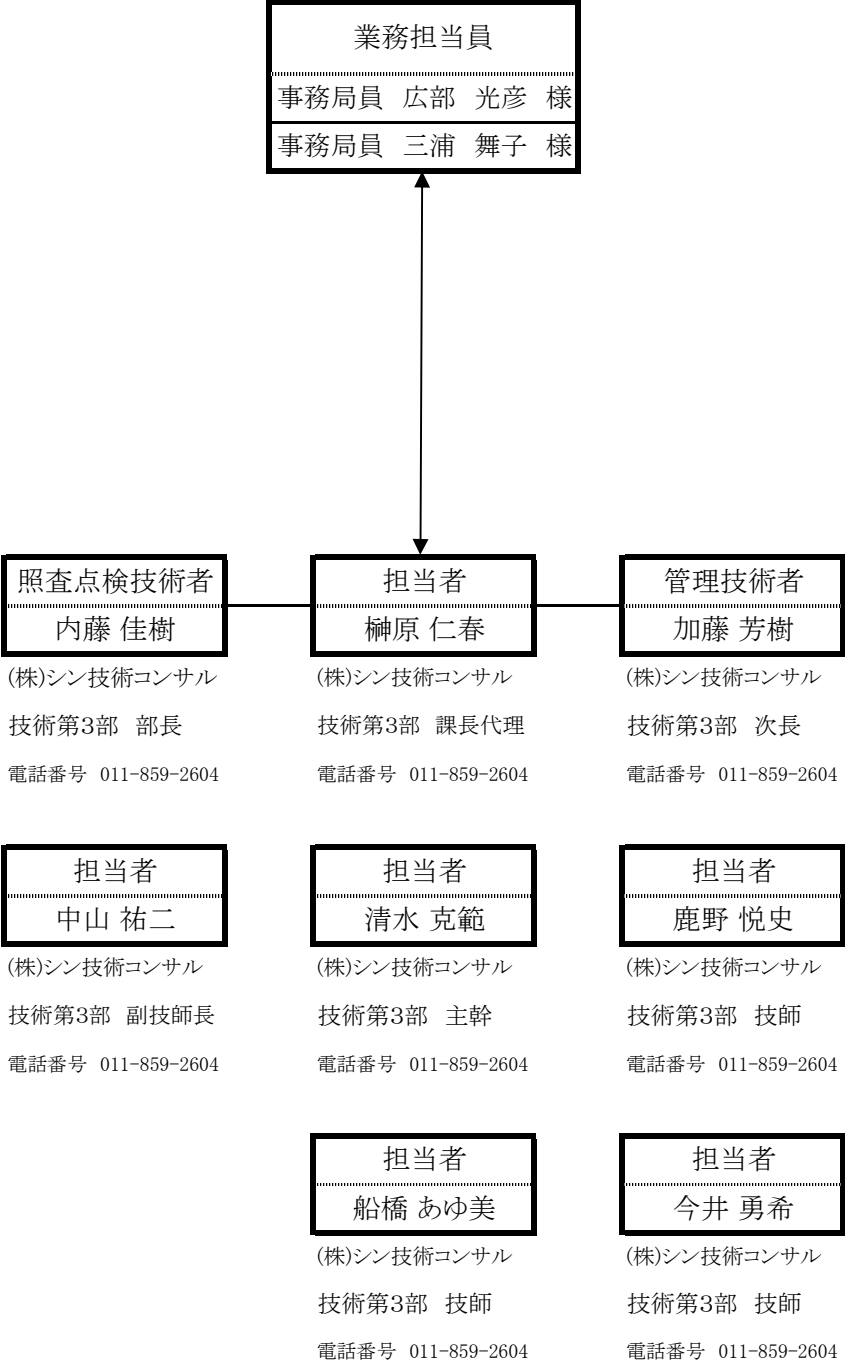 業務担当員
事務局員 広部 光彦 様
事務局員 三浦 舞子 様
照査点検技術者
内藤 佳樹
(株)シン技術コンサル
技術第3部 部長
電話番号 011-859-2604
担当者
榊原 仁春
(株)シン技術コンサル
技術第3部 課長代理
電話番号 011-859-2604
管理技術者
加藤 芳樹
(株)シン技術コンサル
技術第3部 次長
電話番号 011-859-2604
担当者
中山 祐二
(株)シン技術コンサル
技術第3部 副技師長
電話番号 011-859-2604
担当者
清水 克範
(株)シン技術コンサル
技術第3部 主幹
電話番号 011-859-2604
担当者
鹿野 悦史
(株)シン技術コンサル
技術第3部 技師
電話番号 011-859-2604
担当者
船橋 あゆ美
(株)シン技術コンサル
技術第3部 技師
電話番号 011-859-2604
担当者
今井 勇希
(株)シン技術コンサル
技術第3部 技師
電話番号 011-859-2604